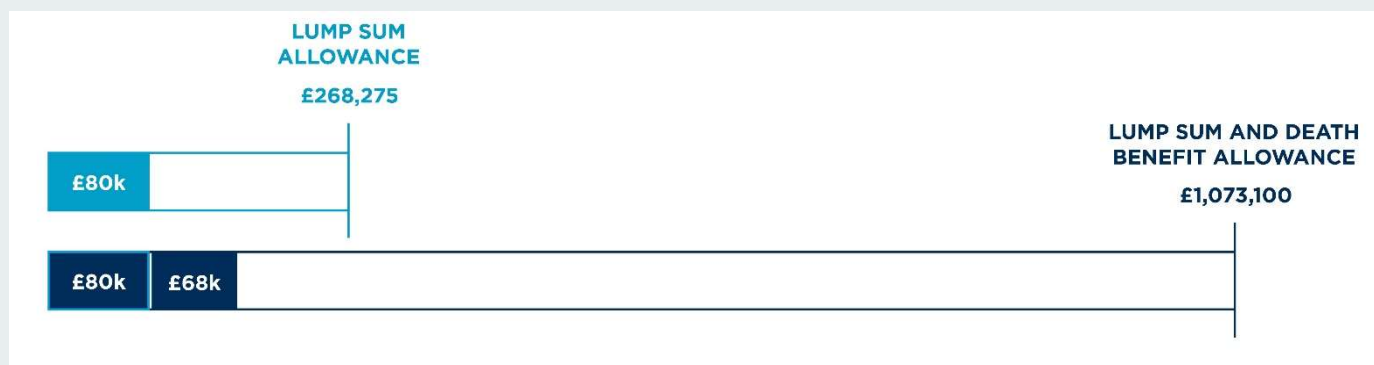 LUMP SUM
ALLOWANCE
£268,275
LUMP SUM AND DEATH
BENEFIT ALLOWANCE
£1,073,100
£80k
£80k
£68k